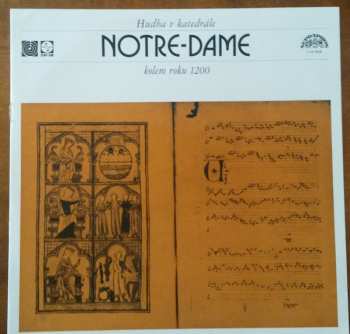 Hudba v katedrále
NOTRE-DAME
kolem roku 1200